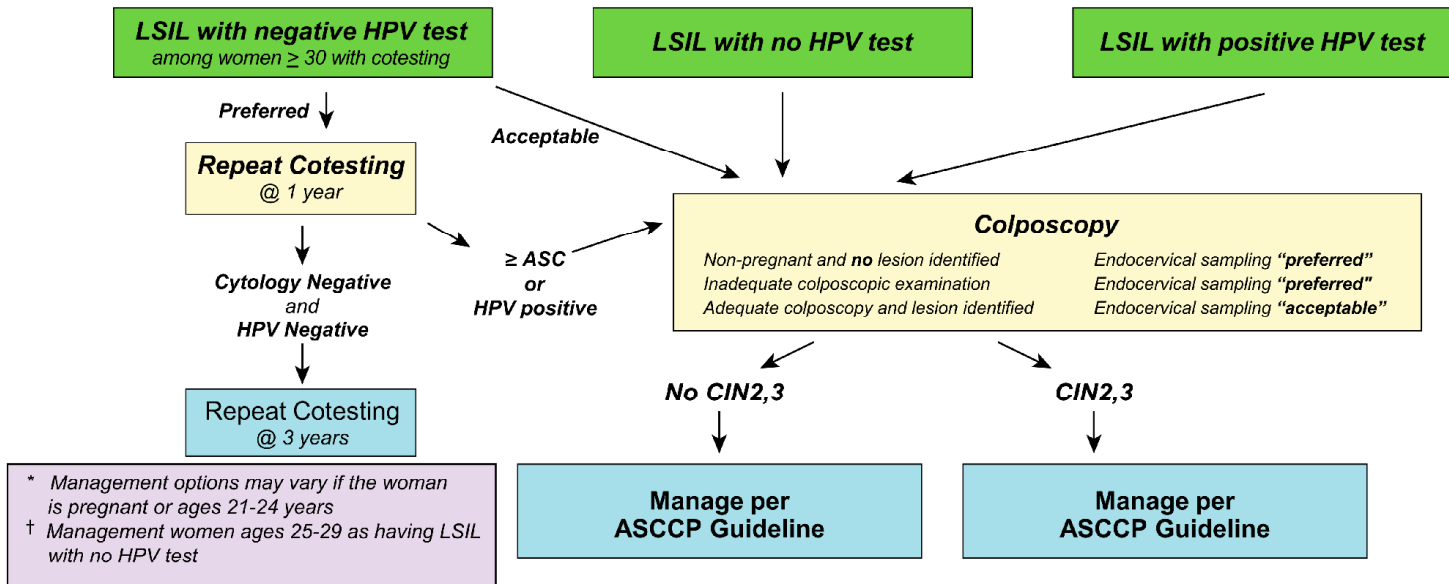 LSIL with negative HPV test
among women ≥ 30 with cotesting
LSIL with no HPV test
LSIL with positive HPV test
Preferred
Acceptable
Repeat Cotesting
@ 1 year
≥ ASC
or
HPV positive
Cytology Negative
and
HPV Negative
Repeat Cotesting
@ 3 years
Colposcopy
Non-pregnant and no lesion identified Endocervical sampling “preferred”
Inadequate colposcopic examination Endocervical sampling “preferred"
Adequate colposcopy and lesion identified Endocervical sampling “acceptable”
No CIN2,3
CIN2,3
Manage per
ASCCP Guideline
Manage per
ASCCP Guideline
* Management options may vary if the woman
is pregnant or ages 21-24 years
† Management women ages 25-29 as having LSIL
with no HPV test